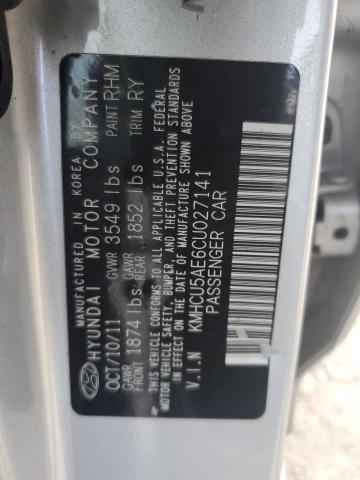 MANUFACTURED IN KOREA B
HYUNDAI MOTOR COMPANY
OCT/10/11 GVWR 3549 lbs PAINT RHM
GAWR FRONT 1874 lbs GAWR REAR 1852 lbs TRIM RY
THIS VEHICLE CONFORMS TO ALL APPLICABLE U.S.A. FEDERAL
MOTOR VEHICLE SAFETY, BUMPER, AND THEFT PREVENTION
STANDARDS IN EFFECT ON THE DATE OF MANUFACTURE SHOWN ABOVE
V.I.N KMHCU5AE6CU027141
PASSENGER CAR